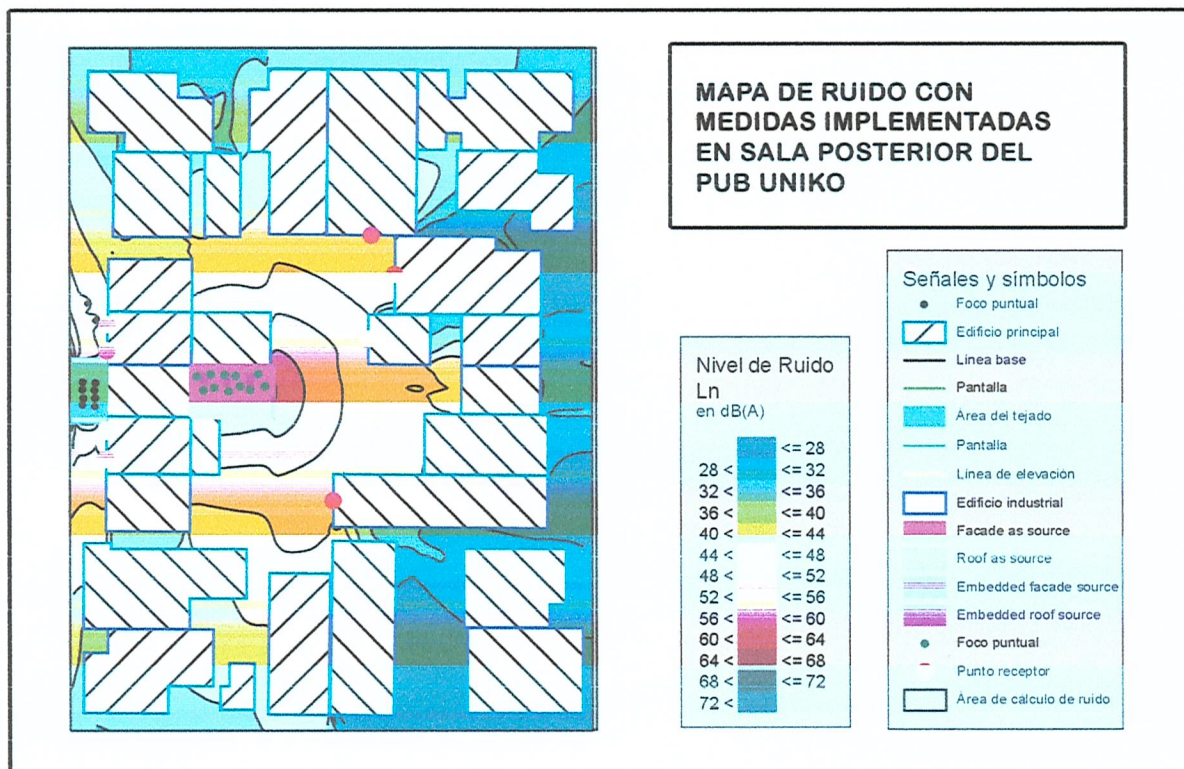 MAPA DE RUIDO CON
MEDIDAS IMPLEMENTADAS
EN SALA POSTERIOR DEL
PUB UNIKO
Nivel de Ruido
Ln
en dB(A)
<= 28
28 < <= 32
32 < <= 36
36 < <= 40
40 < <= 44
44 < <= 48
48 < <= 52
52 < <= 56
56 < <= 60
60 < <= 64
64 < <= 68
68 < <= 72
72 <
Señales y símbolos
Foco puntual
Edificio principal
Línea base
Pantalla
Área del tejado
Pantalla
Línea de elevación
Edificio industrial
Facade as source
Roof as source
Embedded facade source
Embedded roof source
Foco puntual
Punto receptor
Área de cálculo de ruido